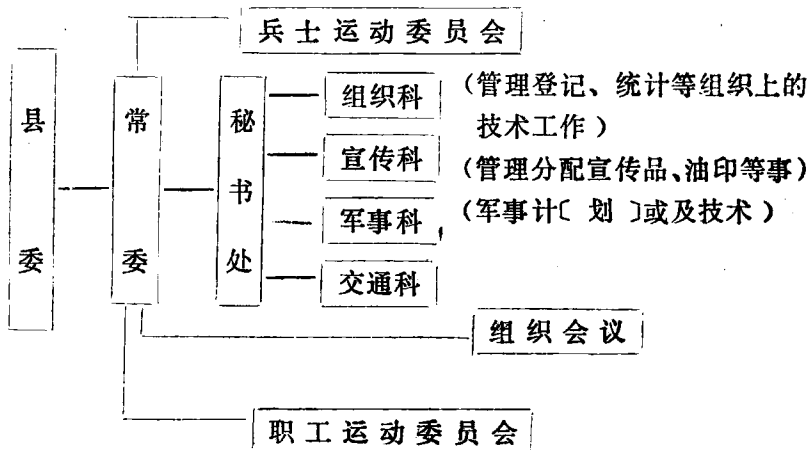 兵士运动委员会
县委
常委
秘书处
组织科
(管理登记、统计等组织上的
技术工作)
宣传科
(管理分配宣传品、油印等事)
军事科
(军事计〔划〕或及技术)
交通科
组织会议
职工运动委员会